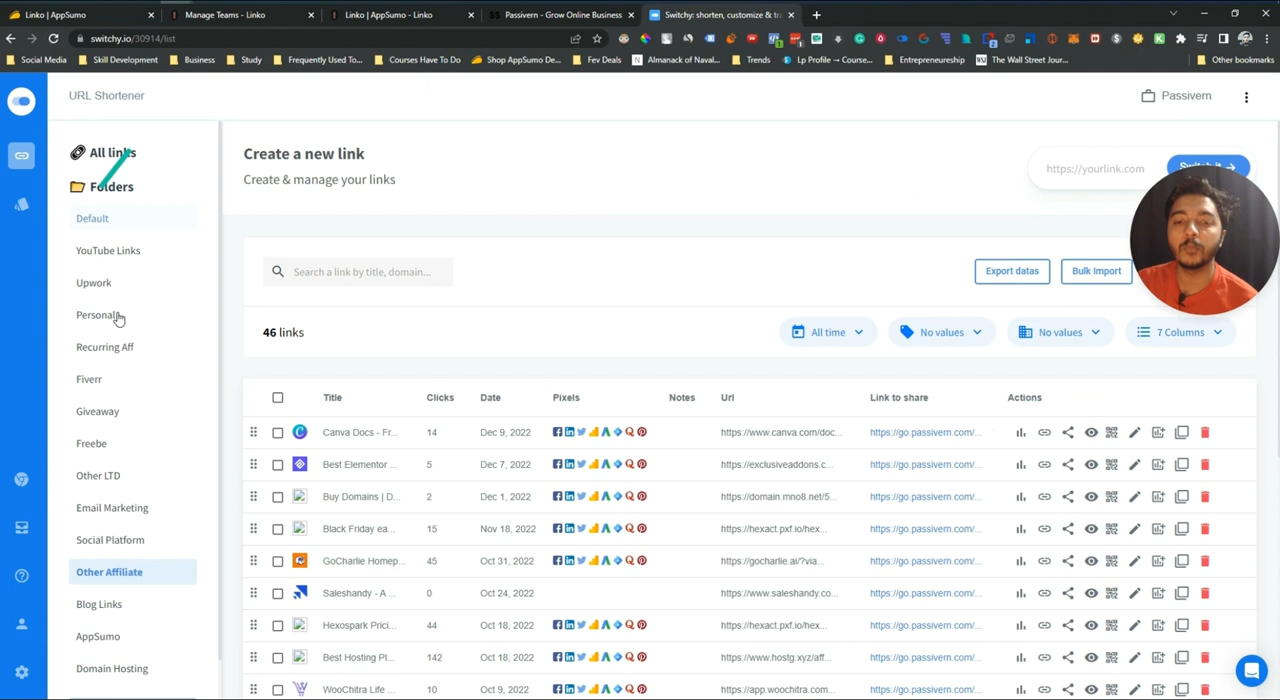 Linko | AppSumo
Manage Teams - Linko
Linko | AppSumo - Linko
Passivern - Grow Online Business
Switchy: shorten, customize & tr
switchy.io/30914/list
Social Media
Skill Development
Business
Study
Frequently Used To...
Courses Have To Do
Shop AppSumo De...
Fev Deals
Almanack of Naval...
Trends
Lp Profile → Course...
Entrepreneurship
The Wall Street Jour...
Other bookmarks
URL Shortener
Passivern
All links
Folders
Default
YouTube Links
Upwork
Personal
Recurring Aff
Fiverr
Giveaway
Freebe
Other LTD
Email Marketing
Social Platform
Other Affiliate
Blog Links
AppSumo
Domain Hosting
Create a new link
Create & manage your links
https://yourlink.com
Switch it →
Search a link by title, domain...
Export datas
Bulk Import
46 links
All time
No values
No values
7 Columns
Title Clicks Date Pixels Notes Url Link to share Actions
Canva Docs - Fr... 14 Dec 9, 2022 https://www.canva.com/doc... https://go.passivern.com/...
Best Elementor ... 5 Dec 7, 2022 https://exclusiveaddons.c... https://go.passivern.com/...
Buy Domains | D... 2 Dec 1, 2022 https://domain.mno8.net/5... https://go.passivern.com/...
Black Friday ea... 15 Nov 18, 2022 https://hexact.pxf.io/hex... https://go.passivern.com/...
GoCharlie Homep... 45 Oct 31, 2022 https://gocharlie.ai/?via... https://go.passivern.com/...
Saleshandy - A ... 0 Oct 24, 2022 https://www.saleshandy.co... https://go.passivern.com/...
Hexospark Prici... 44 Oct 18, 2022 https://hexact.pxf.io/hex... https://go.passivern.com/...
Best Hosting Pl... 142 Oct 18, 2022 https://www.hostg.xyz/aff... https://go.passivern.com/...
WooChitra Life ... 10 Oct 9, 2022 https://app.woochitra.com... https://go.passivern.com/...